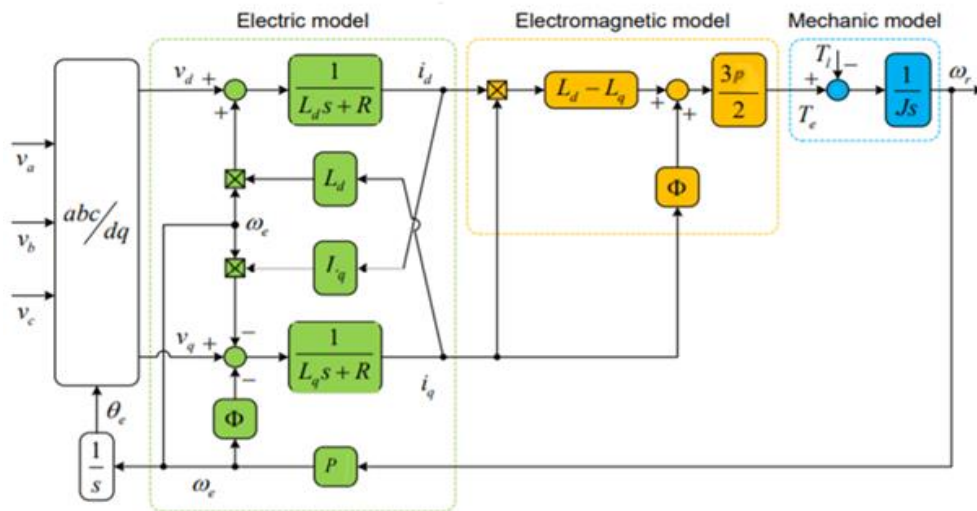 Electric model
Electromagnetic model
Mechanic model
v_d + +
1 / (L_d s + R)
i_d
L_d − L_q
+ +
3p / 2
T_l −
+
T_e
1 / Js
ω_r
v_a
v_b
v_c
abc/dq
L_d
ω_e
L_q
Φ
v_q + − −
1 / (L_q s + R)
i_q
Φ
θ_e
1 / s
ω_e
P